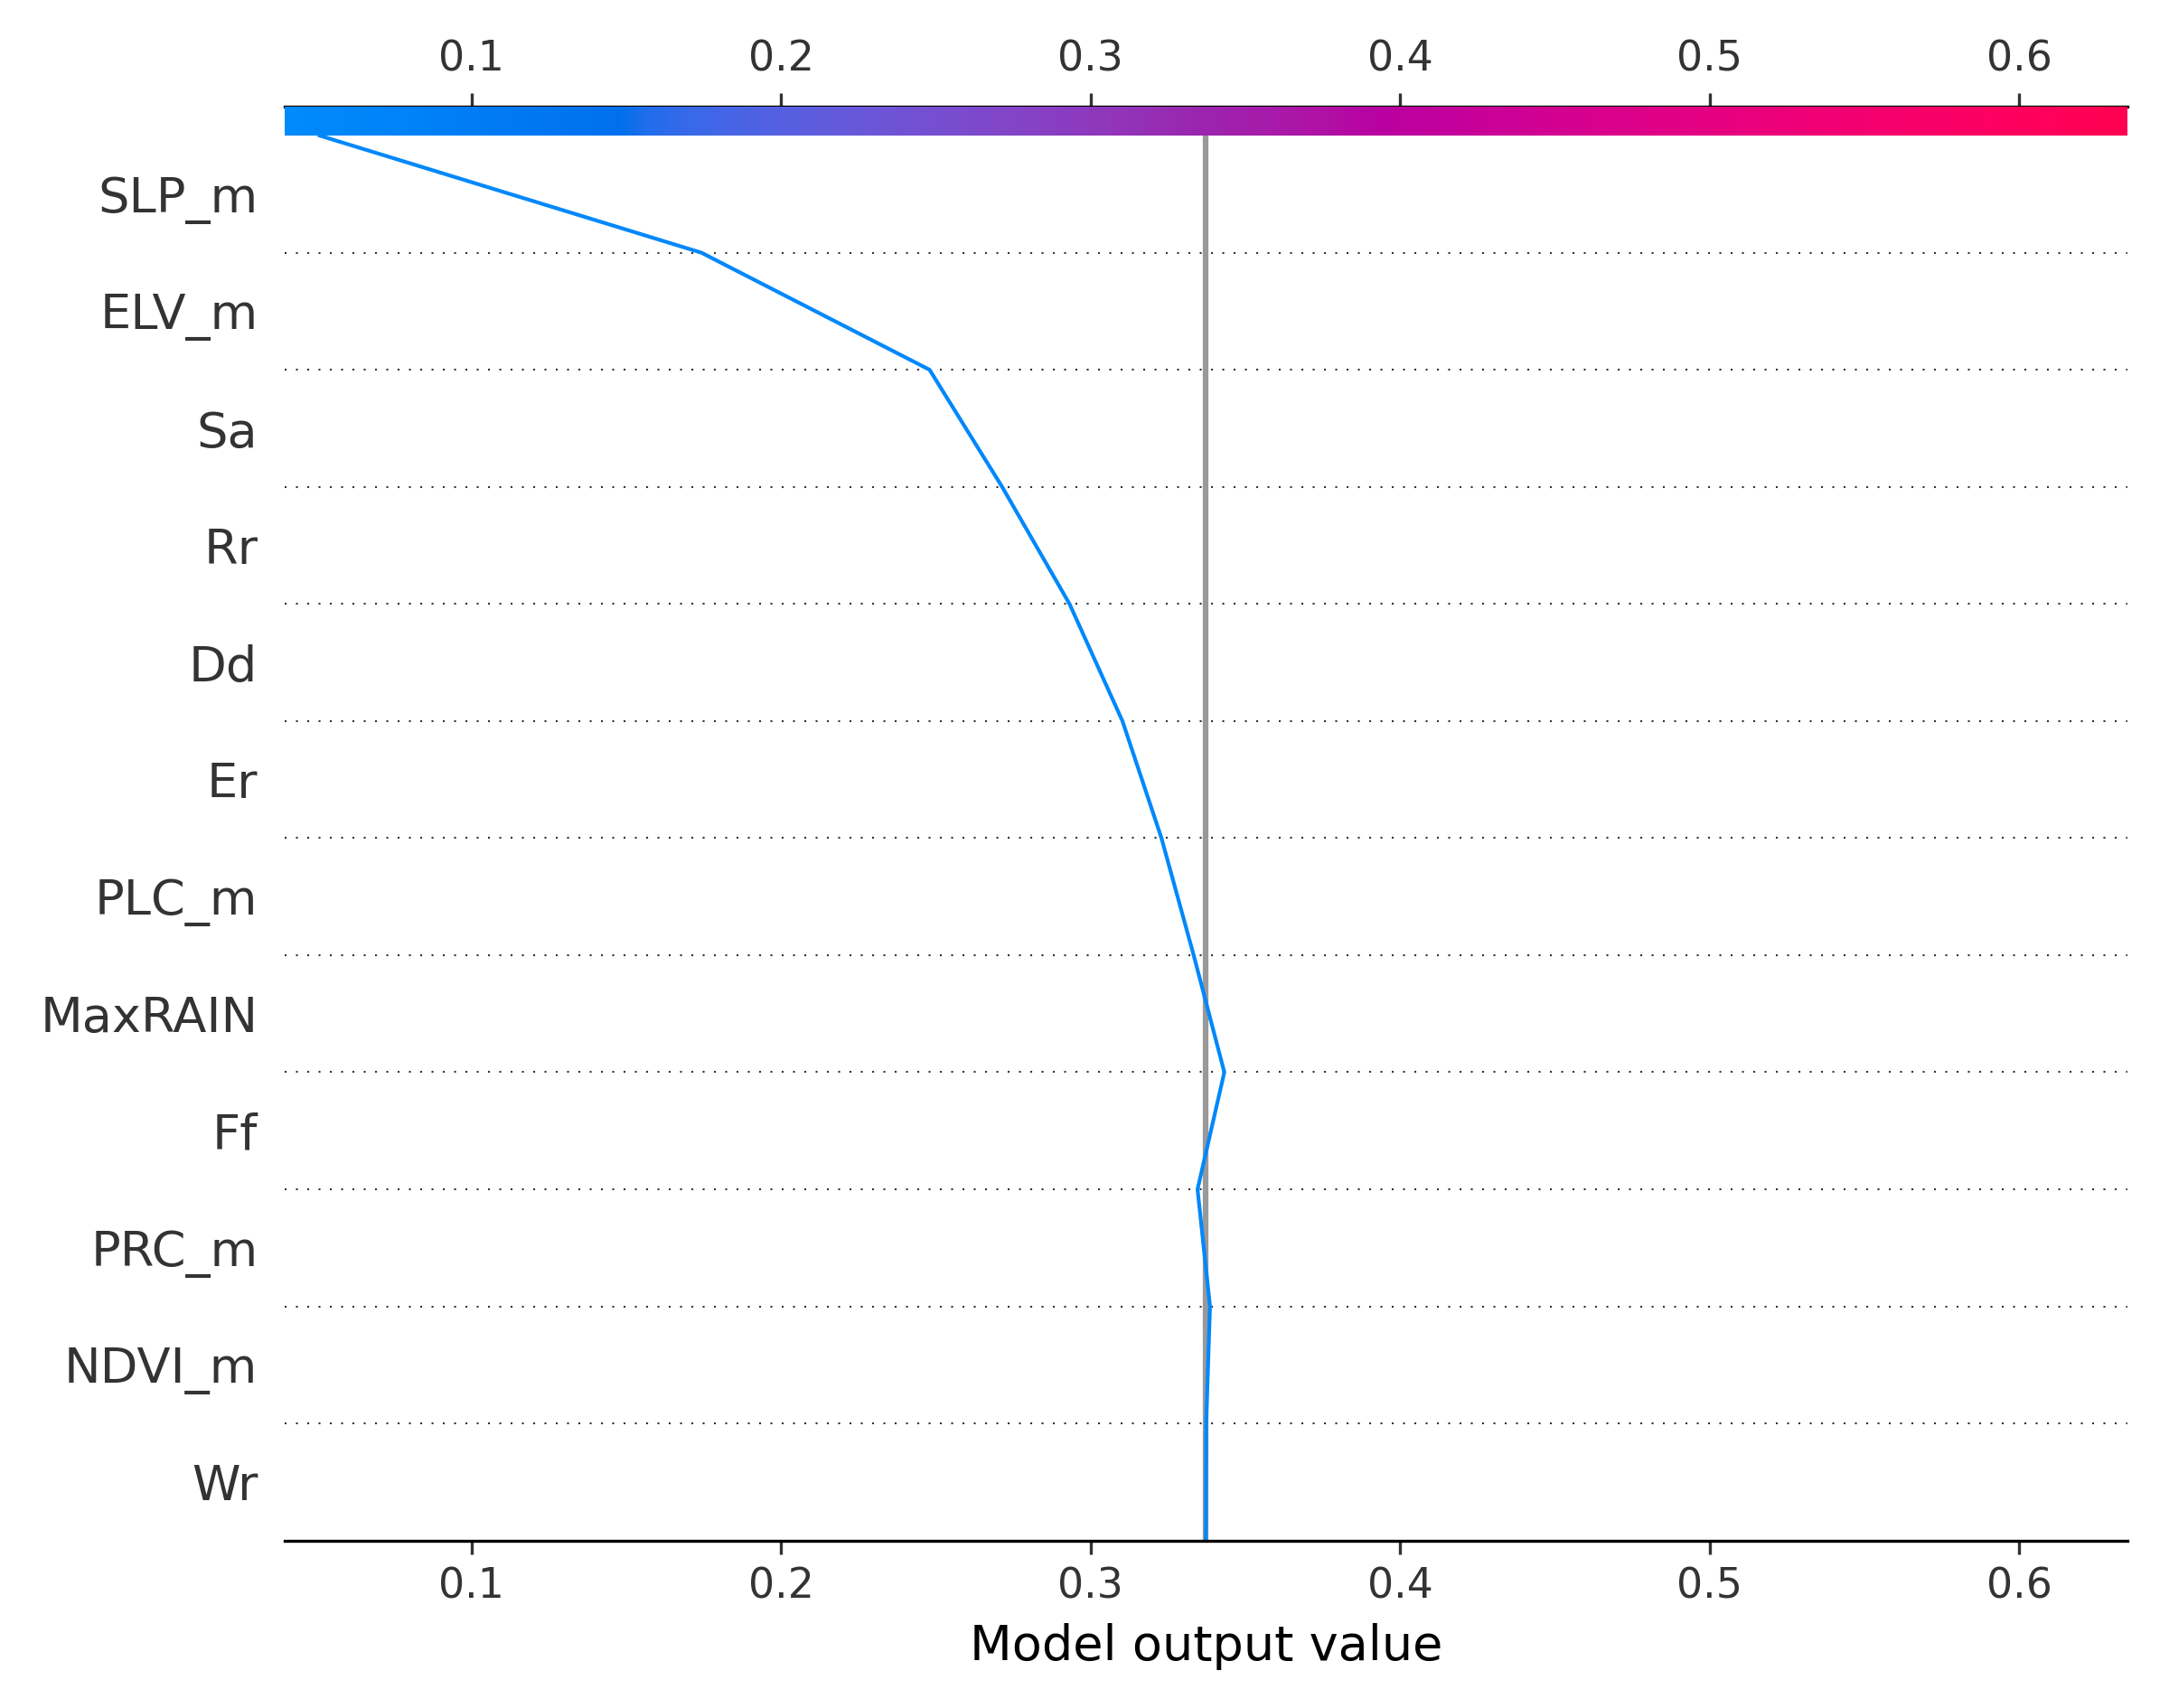 0.1 0.2 0.3 0.4 0.5 0.6
SLP_m
ELV_m
Sa
Rr
Dd
Er
PLC_m
MaxRAIN
Ff
PRC_m
NDVI_m
Wr
0.1 0.2 0.3 0.4 0.5 0.6
Model output value